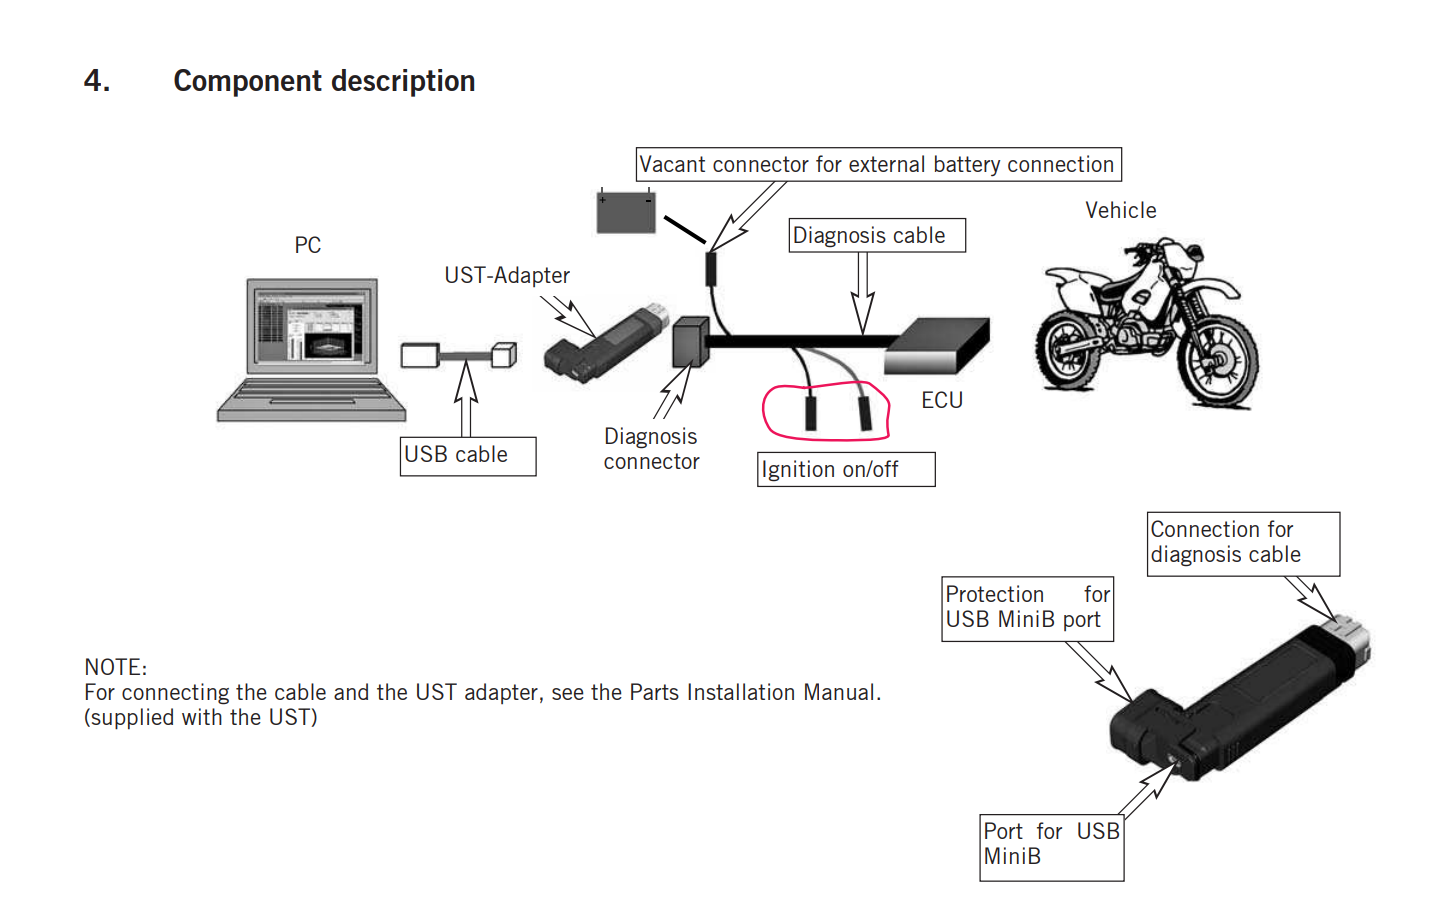 4. Component description
Vacant connector for external battery connection
Vehicle
Diagnosis cable
PC
UST-Adapter
+ -
ECU
Diagnosis
connector
USB cable
Ignition on/off
Connection for
diagnosis cable
Protection for
USB MiniB port
NOTE:
For connecting the cable and the UST adapter, see the Parts Installation Manual.
(supplied with the UST)
Port for USB
MiniB